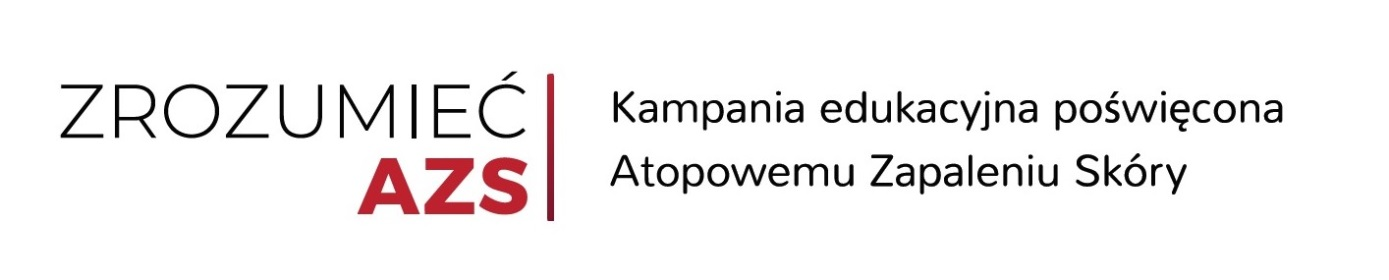 ZROZUMIEĆ
AZS
Kampania edukacyjna poświęcona
Atopowemu Zapaleniu Skóry